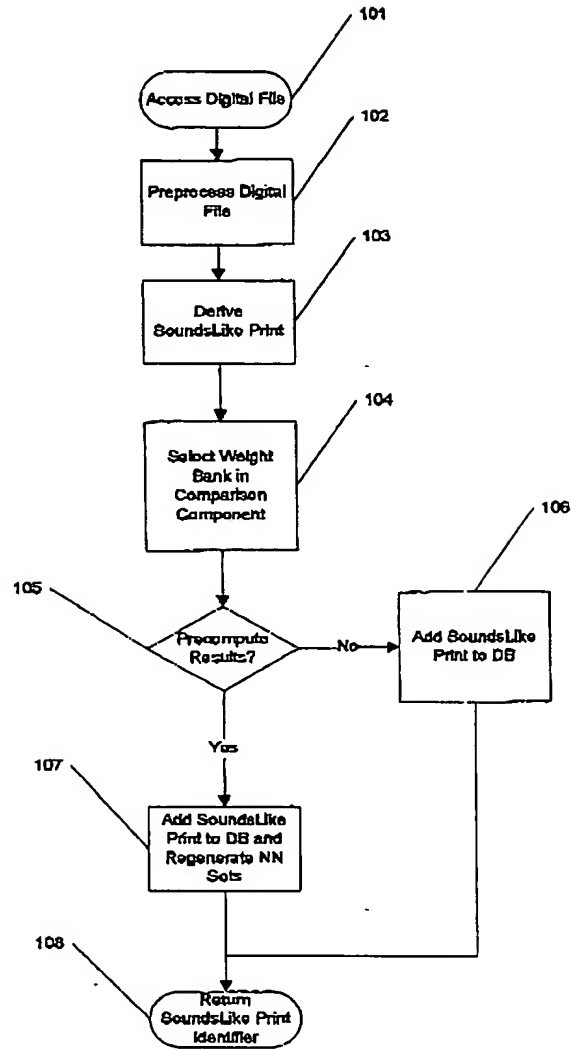 101
Access Digital File
102
Preprocess Digital
File
103
Derive
SoundsLike Print
104
Select Weight
Bank in
Comparison
Component
106
105
Precompute
Results?
No
Add SoundsLike
Print to DB
Yes
107
Add SoundsLike
Print to DB and
Regenerate NN
Sets
108
Return
SoundsLike Print
Identifier